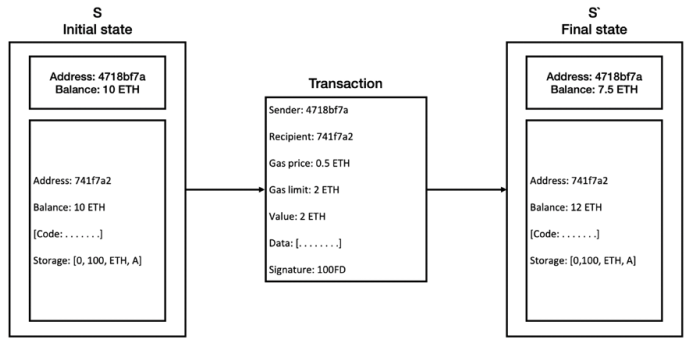 S
Initial state
Address: 4718bf7a
Balance: 10 ETH
Address: 741f7a2
Balance: 10 ETH
[Code: . . . . . . .]
Storage: [0, 100, ETH, A]
Transaction
Sender: 4718bf7a
Recipient: 741f7a2
Gas price: 0.5 ETH
Gas limit: 2 ETH
Value: 2 ETH
Data: [. . . . . . . .]
Signature: 100FD
S`
Final state
Address: 4718bf7a
Balance: 7.5 ETH
Address: 741f7a2
Balance: 12 ETH
[Code: . . . . . . .]
Storage: [0,100, ETH, A]